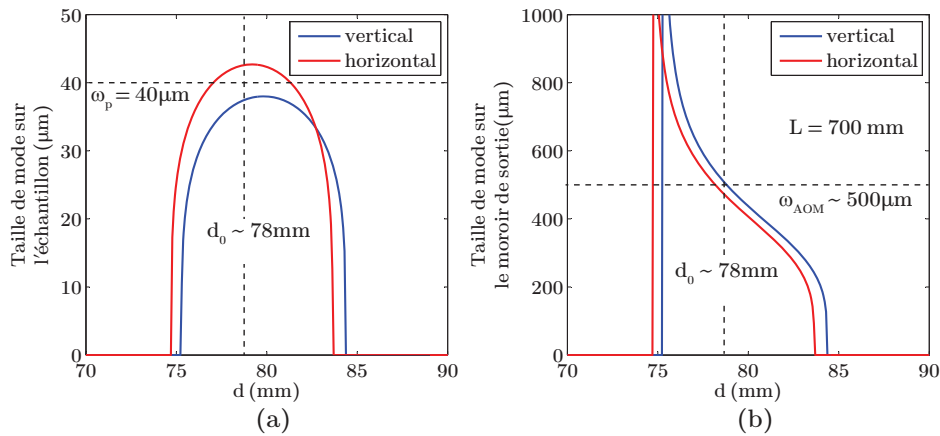 50
40
30
20
10
0
70
75
80
85
90
Taille de mode sur
l'échantillon (μm)
d (mm)
vertical
horizontal
ω_p = 40μm
d_0 ~ 78mm
(a)
1000
800
600
400
200
0
70
75
80
85
90
Taille de mode sur
le moroir de sortie(μm)
d (mm)
vertical
horizontal
L = 700 mm
ω_AOM ~ 500μm
d_0 ~ 78mm
(b)